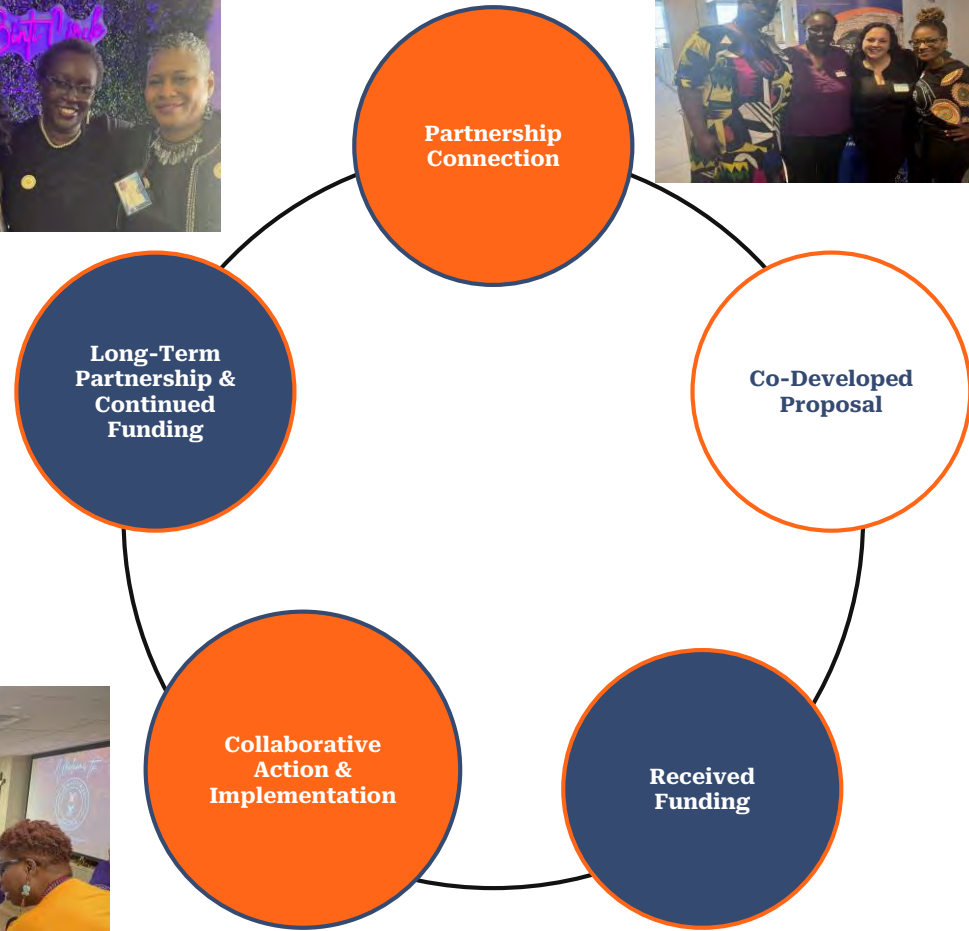 Partnership
Connection
Co-Developed
Proposal
Received
Funding
Collaborative
Action &
Implementation
Long-Term
Partnership &
Continued
Funding